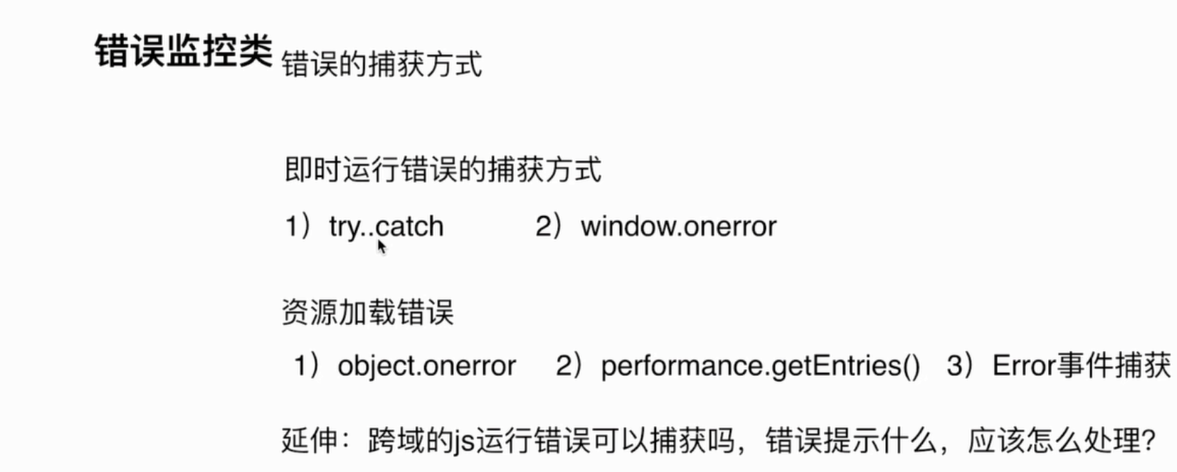 错误监控类 错误的捕获方式
即时运行错误的捕获方式
1）try..catch 2）window.onerror
资源加载错误
1）object.onerror 2）performance.getEntries() 3）Error事件捕获
延伸：跨域的js运行错误可以捕获吗，错误提示什么，应该怎么处理？